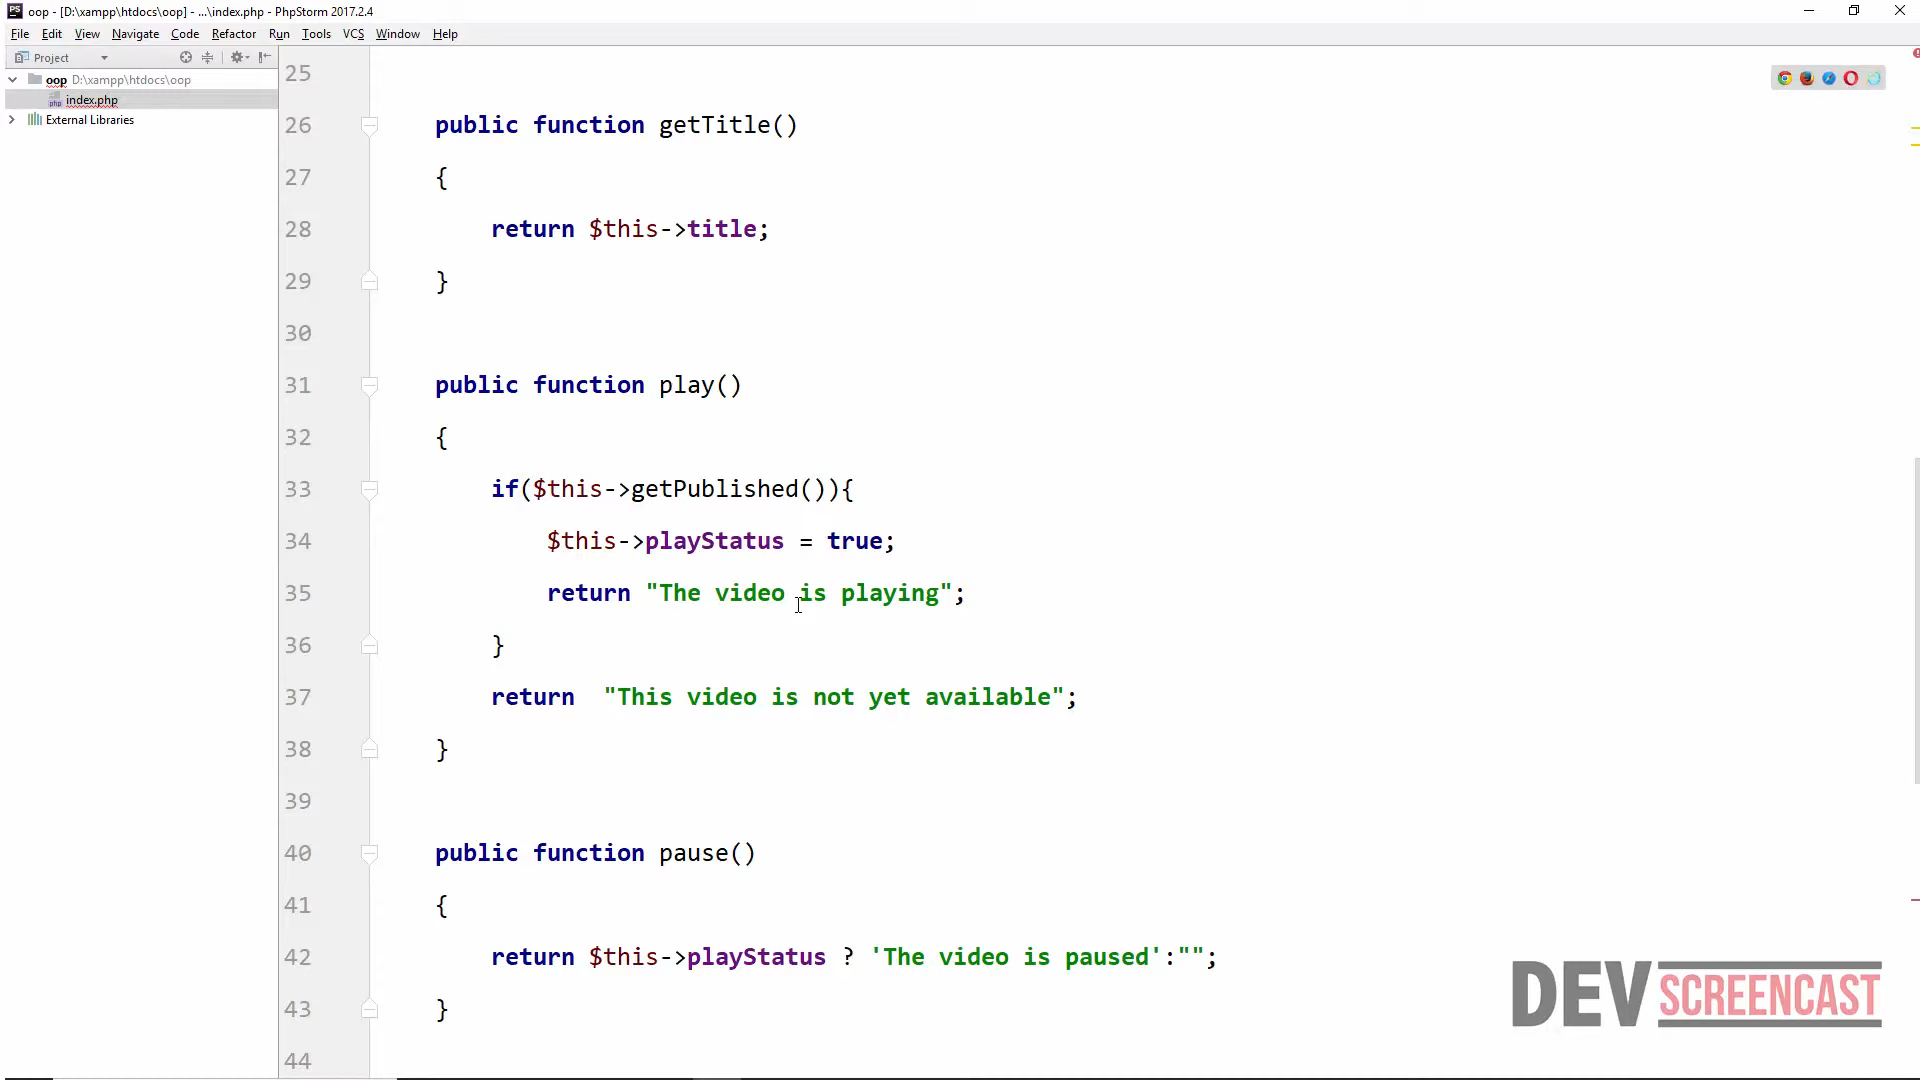 oop - [D:\xampp\htdocs\oop] - ...\index.php - PhpStorm 2017.2.4
File Edit View Navigate Code Refactor Run Tools VCS Window Help
Project
oop D:\xampp\htdocs\oop
index.php
External Libraries
25
26 public function getTitle()
27 {
28 return $this->title;
29 }
30
31 public function play()
32 {
33 if($this->getPublished()){
34 $this->playStatus = true;
35 return "The video is playing";
36 }
37 return  "This video is not yet available";
38 }
39
40 public function pause()
41 {
42 return $this->playStatus ? 'The video is paused':"";
43 }
44
DEVSCREENCAST